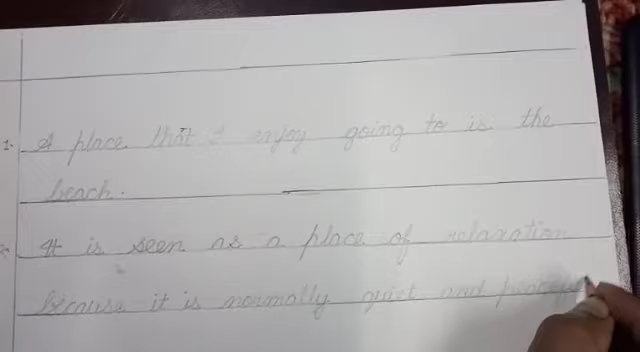 1. A place that I enjoy going to is the
beach.
2. It is seen as a place of relaxation
because it is normally quiet and